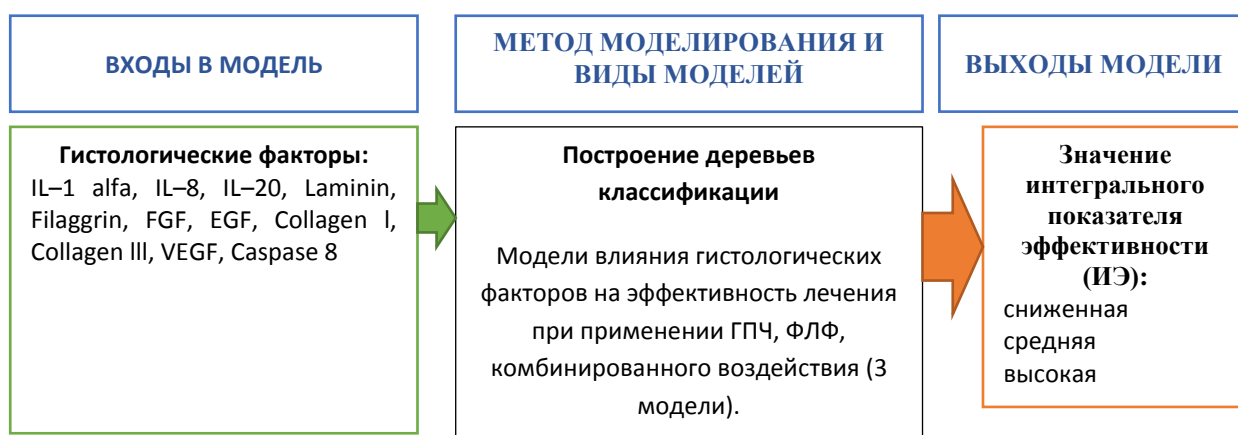 ВХОДЫ В МОДЕЛЬ
МЕТОД МОДЕЛИРОВАНИЯ И
ВИДЫ МОДЕЛЕЙ
ВЫХОДЫ МОДЕЛИ
Гистологические факторы:
IL–1 alfa, IL–8, IL–20, Laminin,
Filaggrin, FGF, EGF, Collagen l,
Collagen lll, VEGF, Caspase 8
Построение деревьев
классификации
Модели влияния гистологических
факторов на эффективность лечения
при применении ГПЧ, ФЛФ,
комбинированного воздействия (3
модели).
Значение
интегрального
показателя
эффективности
(ИЭ):
сниженная
средняя
высокая